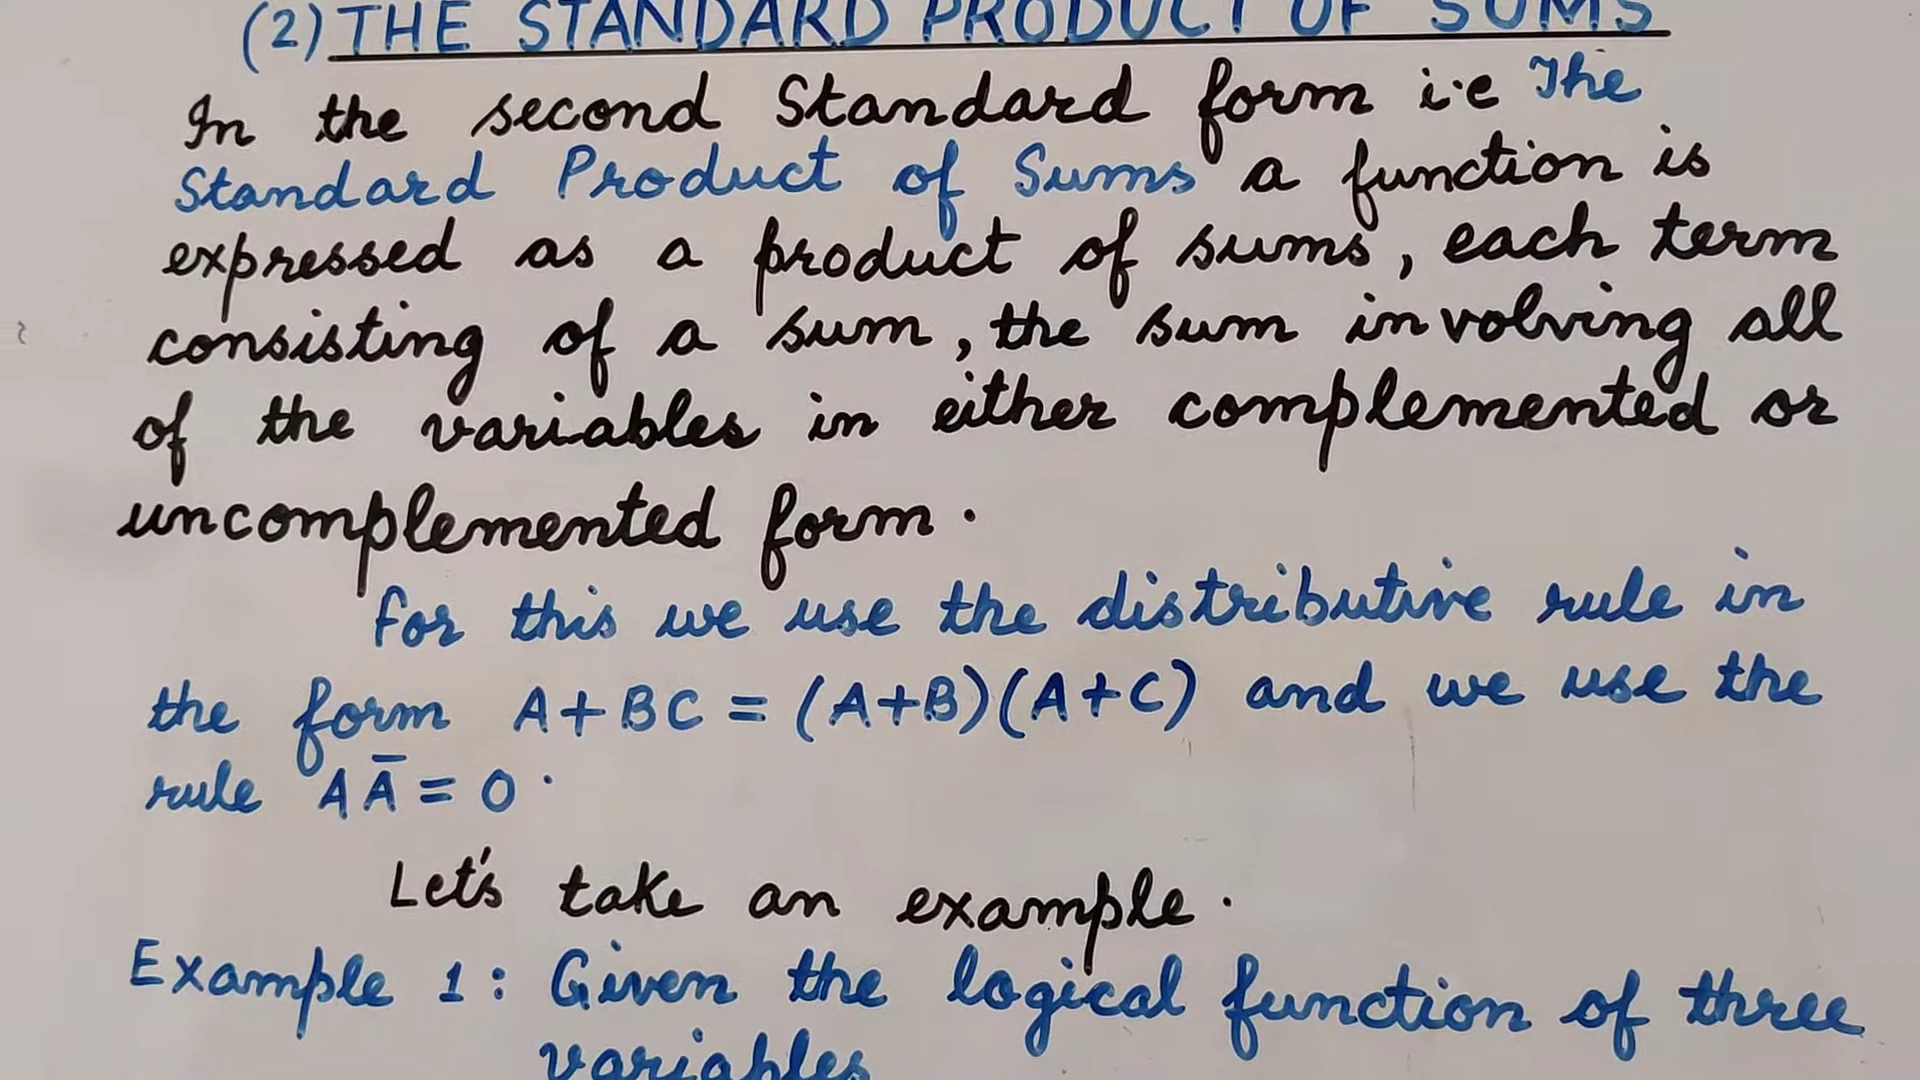 (2) THE STANDARD PRODUCT OF SUMS
In the second Standard form i.e The
Standard Product of Sums a function is
expressed as a product of sums, each term
consisting of a sum, the sum involving all
of the variables in either complemented or
uncomplemented form.
For this we use the distributive rule in
the form A+BC = (A+B)(A+C) and we use the
rule AĀ = 0.
Let's take an example.
Example 1: Given the logical function of three
variables